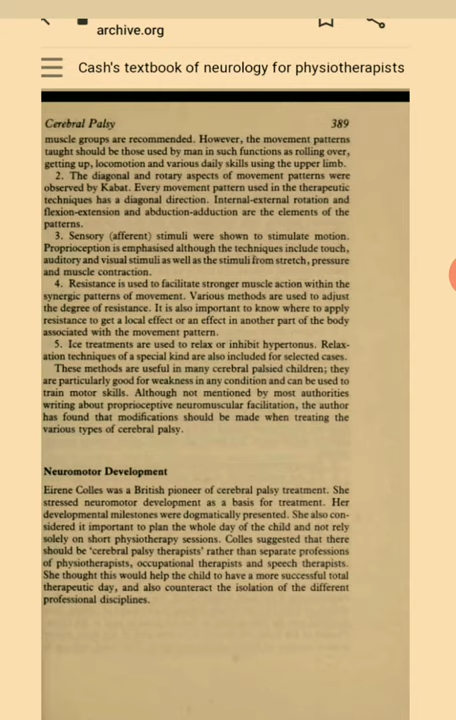 archive.org
Cash's textbook of neurology for physiotherapists
Cerebral Palsy 389
muscle groups are recommended. However, the movement patterns
taught should be those used by man in such functions as rolling over,
getting up, locomotion and various daily skills using the upper limb.
2. The diagonal and rotary aspects of movement patterns were
observed by Kabat. Every movement pattern used in the therapeutic
techniques has a diagonal direction. Internal-external rotation and
flexion-extension and abduction-adduction are the elements of the
patterns.
3. Sensory (afferent) stimuli were shown to stimulate motion.
Proprioception is emphasised although the techniques include touch,
auditory and visual stimuli as well as the stimuli from stretch, pressure
and muscle contraction.
4. Resistance is used to facilitate stronger muscle action within the
synergic patterns of movement. Various methods are used to adjust
the degree of resistance. It is also important to know where to apply
resistance to get a local effect or an effect in another part of the body
associated with the movement pattern.
5. Ice treatments are used to relax or inhibit hypertonus. Relax-
ation techniques of a special kind are also included for selected cases.
These methods are useful in many cerebral palsied children; they
are particularly good for weakness in any condition and can be used to
train motor skills. Although not mentioned by most authorities
writing about proprioceptive neuromuscular facilitation, the author
has found that modifications should be made when treating the
various types of cerebral palsy.
Neuromotor Development
Eirene Colles was a British pioneer of cerebral palsy treatment. She
stressed neuromotor development as a basis for treatment. Her
developmental milestones were dogmatically presented. She also con-
sidered it important to plan the whole day of the child and not rely
solely on short physiotherapy sessions. Colles suggested that there
should be 'cerebral palsy therapists' rather than separate professions
of physiotherapists, occupational therapists and speech therapists.
She thought this would help the child to have a more successful total
therapeutic day, and also counteract the isolation of the different
professional disciplines.